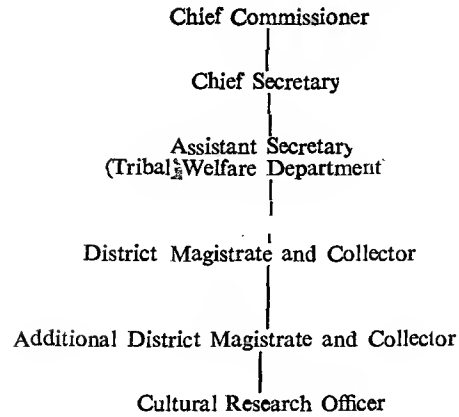 Chief Commissioner
Chief Secretary
Assistant Secretary
(Tribal Welfare Department
District Magistrate and Collector
Additional District Magistrate and Collector
Cultural Research Officer